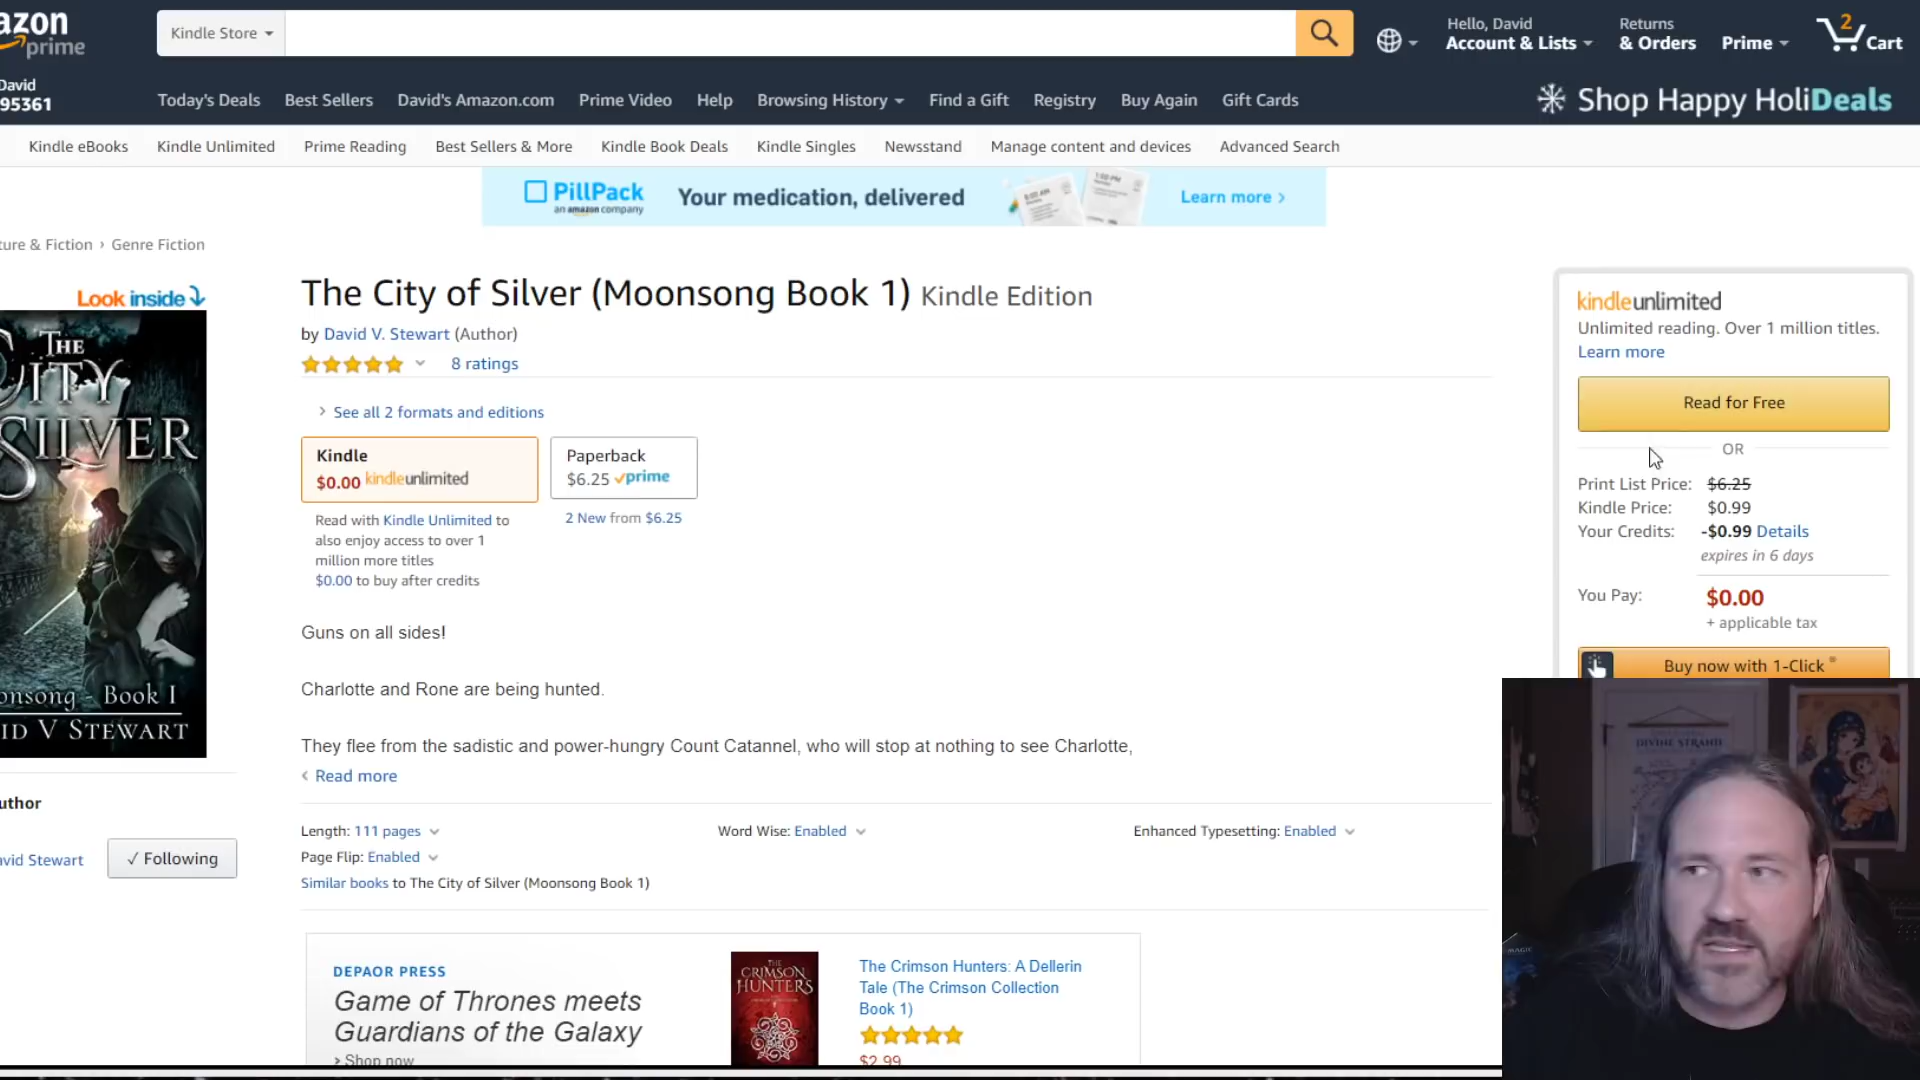 azon
prime
Kindle Store
Hello, David
Account & Lists
Returns
& Orders
Prime
2
Cart
David
95361
Today's Deals
Best Sellers
David's Amazon.com
Prime Video
Help
Browsing History
Find a Gift
Registry
Buy Again
Gift Cards
Shop Happy HoliDeals
Kindle eBooks
Kindle Unlimited
Prime Reading
Best Sellers & More
Kindle Book Deals
Kindle Singles
Newsstand
Manage content and devices
Advanced Search
PillPack
an amazon company
Your medication, delivered
Learn more ›
ture & Fiction › Genre Fiction
Look inside
THE
CITY
SILVER
onsong - Book I
ID V STEWART
uthor
avid Stewart
✓ Following
The City of Silver (Moonsong Book 1) Kindle Edition
by David V. Stewart (Author)
8 ratings
› See all 2 formats and editions
Kindle
$0.00 kindleunlimited
Paperback
$6.25 ✓prime
Read with Kindle Unlimited to
also enjoy access to over 1
million more titles
$0.00 to buy after credits
2 New from $6.25
Guns on all sides!
Charlotte and Rone are being hunted.
They flee from the sadistic and power-hungry Count Catannel, who will stop at nothing to see Charlotte,
‹ Read more
Length: 111 pages
Word Wise: Enabled
Enhanced Typesetting: Enabled
Page Flip: Enabled
Similar books to The City of Silver (Moonsong Book 1)
DEPAOR PRESS
Game of Thrones meets
Guardians of the Galaxy
› Shop now
THE
CRIMSON
HUNTERS
The Crimson Hunters: A Dellerin
Tale (The Crimson Collection
Book 1)
$2.99
kindleunlimited
Unlimited reading. Over 1 million titles.
Learn more
Read for Free
OR
Print List Price: $6.25
Kindle Price: $0.99
Your Credits: -$0.99 Details
expires in 6 days
You Pay: $0.00
+ applicable tax
Buy now with 1-Click ®
DIVINE STRAND
MAGIC